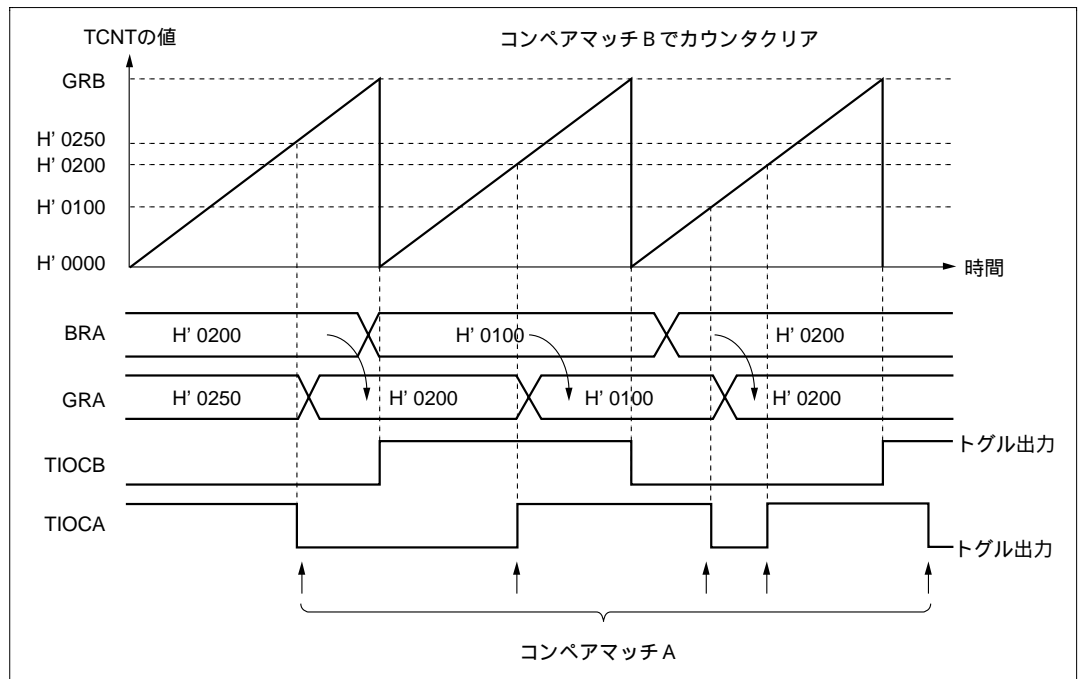 TCNTの値
コンペアマッチBでカウンタクリア
GRB
H' 0250
H' 0200
H' 0100
H' 0000
時間
BRA
H' 0200
H' 0100
H' 0200
GRA
H' 0250
H' 0200
H' 0100
H' 0200
TIOCB
トグル出力
TIOCA
トグル出力
コンペアマッチA